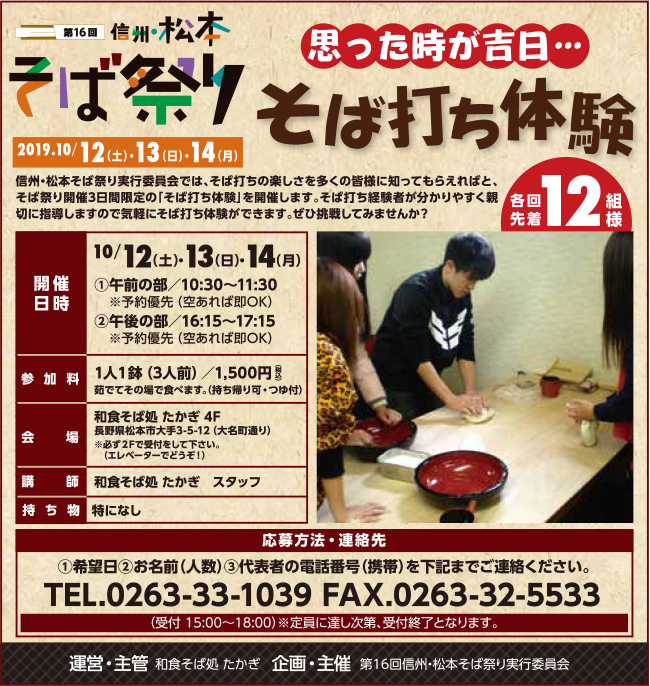 第16回 信州・松本
そば祭り
2019.10/12(土)・13(日)・14(月)
思った時が吉日…
そば打ち体験
信州・松本そば祭り実行委員会では、そば打ちの楽しさを多くの皆様に知ってもらえればと、
そば祭り開催3日間限定の「そば打ち体験」を開催します。そば打ち経験者が分かりやすく親
切に指導しますので気軽にそば打ち体験ができます。ぜひ挑戦してみませんか？
各回先着12組様
開催日時
10/12(土)・13(日)・14(月)
①午前の部／10:30～11:30
※予約優先（空あれば即OK）
②午後の部／16:15～17:15
※予約優先（空あれば即OK）
参加料
1人1鉢（3人前）／1,500円(税込)
茹でてその場で食べます。（持ち帰り可・つゆ付）
会場
和食そば処 たかぎ 4F
長野県松本市大手3-5-12（大名町通り）
※必ず2Fで受付をして下さい。
（エレベーターでどうぞ！）
講師
和食そば処 たかぎ　スタッフ
持ち物
特になし
応募方法・連絡先
①希望日②お名前（人数）③代表者の電話番号（携帯）を下記までご連絡ください。
TEL.0263-33-1039 FAX.0263-32-5533
（受付 15:00～18:00）※定員に達し次第、受付終了となります。
運営・主管 和食そば処 たかぎ　企画・主催 第16回信州・松本そば祭り実行委員会